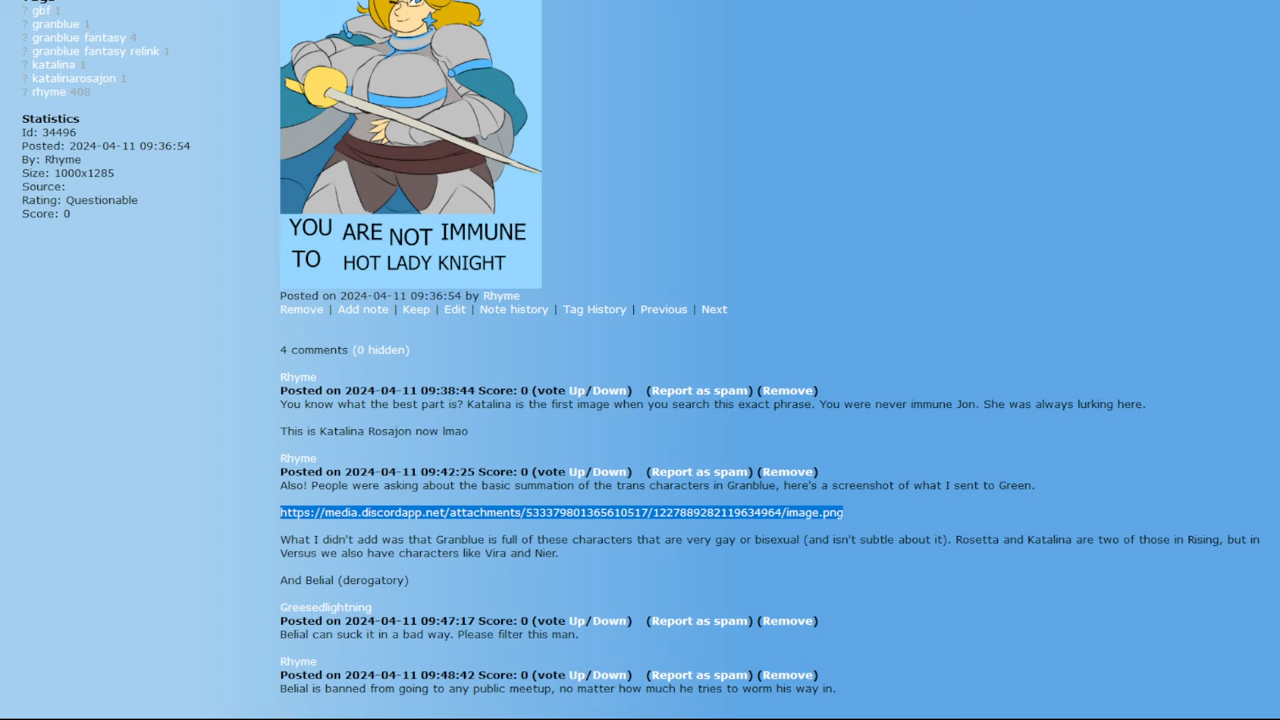 ? gbf 1
? granblue 1
? granblue fantasy 4
? granblue fantasy relink 1
? katalina 1
? katalinarosajon 1
? rhyme 408
Statistics
Id: 34496
Posted: 2024-04-11 09:36:54
By: Rhyme
Size: 1000x1285
Source:
Rating: Questionable
Score: 0
YOU ARE NOT IMMUNE
TO HOT LADY KNIGHT
Posted on 2024-04-11 09:36:54 by Rhyme
Remove | Add note | Keep | Edit | Note history | Tag History | Previous | Next
4 comments (0 hidden)
Rhyme
Posted on 2024-04-11 09:38:44 Score: 0 (vote Up/Down) (Report as spam) (Remove)
You know what the best part is? Katalina is the first image when you search this exact phrase. You were never immune Jon. She was always lurking here.
This is Katalina Rosajon now lmao
Rhyme
Posted on 2024-04-11 09:42:25 Score: 0 (vote Up/Down) (Report as spam) (Remove)
Also! People were asking about the basic summation of the trans characters in Granblue, here's a screenshot of what I sent to Green.
https://media.discordapp.net/attachments/533379801365610517/1227889282119634964/image.png
What I didn't add was that Granblue is full of these characters that are very gay or bisexual (and isn't subtle about it). Rosetta and Katalina are two of those in Rising, but in
Versus we also have characters like Vira and Nier.
And Belial (derogatory)
Greesedlightning
Posted on 2024-04-11 09:47:17 Score: 0 (vote Up/Down) (Report as spam) (Remove)
Belial can suck it in a bad way. Please filter this man.
Rhyme
Posted on 2024-04-11 09:48:42 Score: 0 (vote Up/Down) (Report as spam) (Remove)
Belial is banned from going to any public meetup, no matter how much he tries to worm his way in.